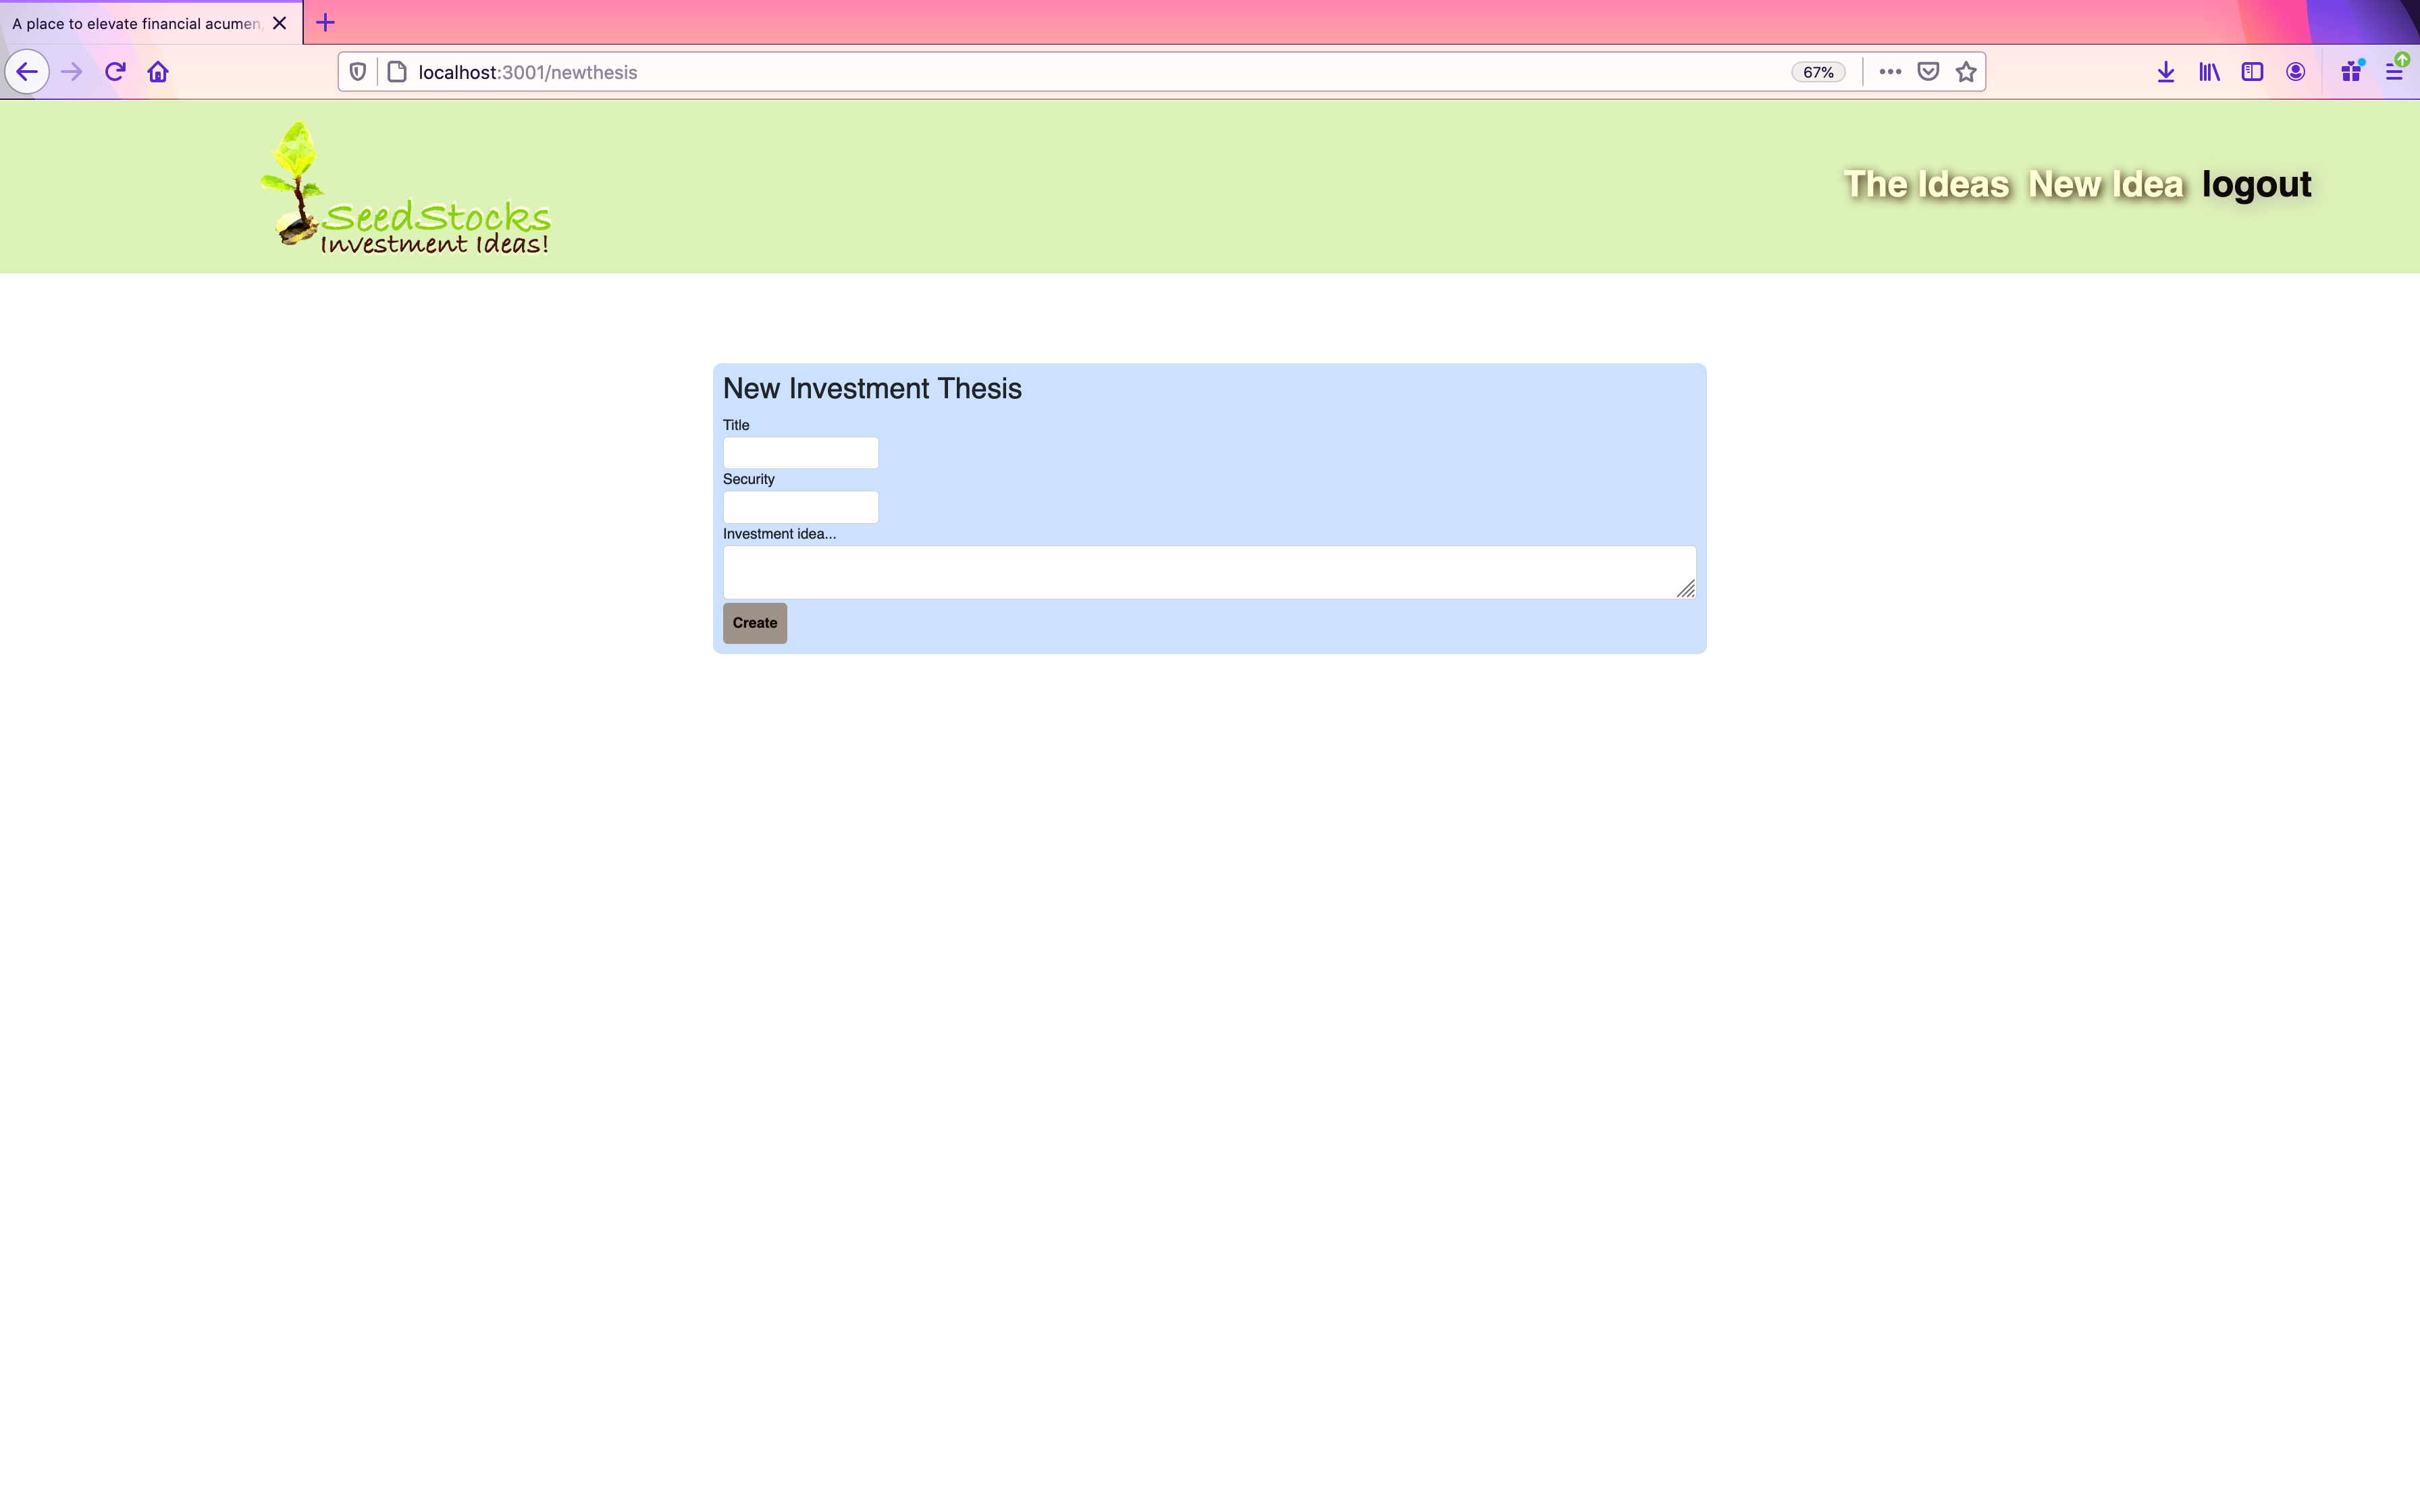 A place to elevate financial acumen,
localhost:3001/newthesis
67%
SeedStocks
Investment Ideas!
The Ideas New Idea logout
New Investment Thesis
Title
Security
Investment idea...
Create